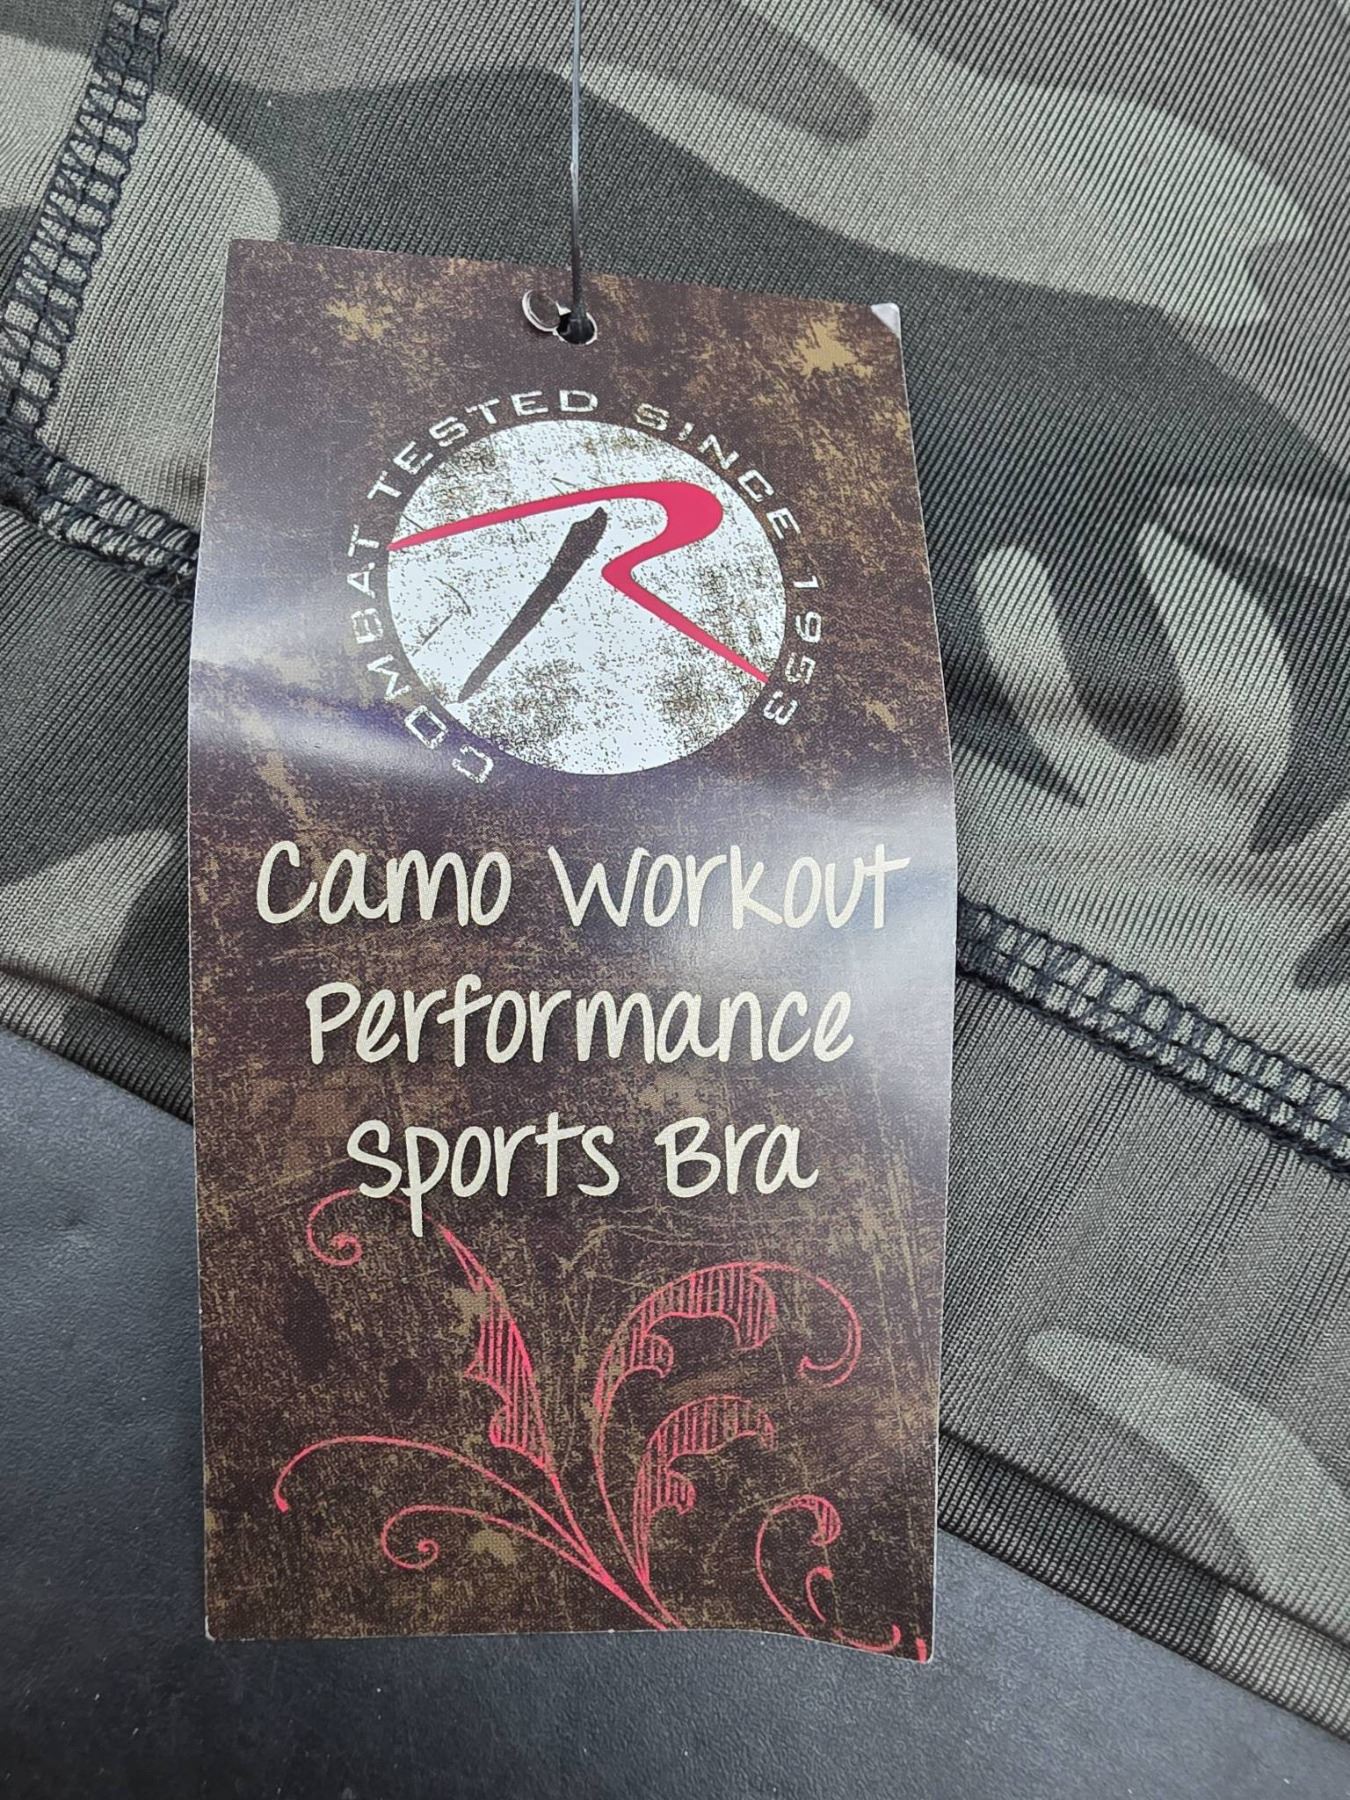 COMBAT TESTED SINCE 1953
R
Camo Workout
Performance
Sports Bra